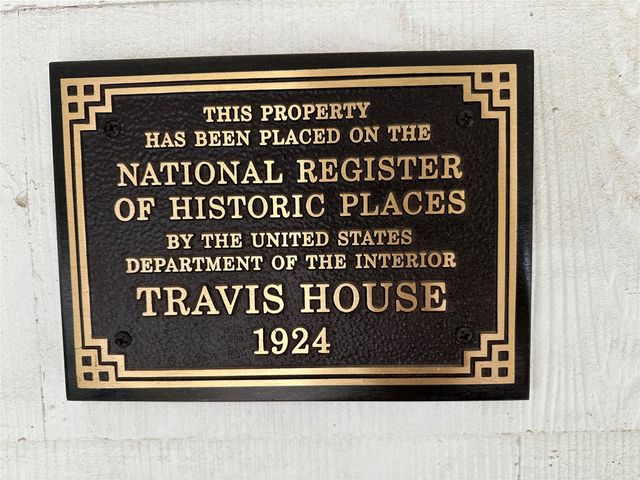 THIS PROPERTY
HAS BEEN PLACED ON THE
NATIONAL REGISTER
OF HISTORIC PLACES
BY THE UNITED STATES
DEPARTMENT OF THE INTERIOR
TRAVIS HOUSE
1924